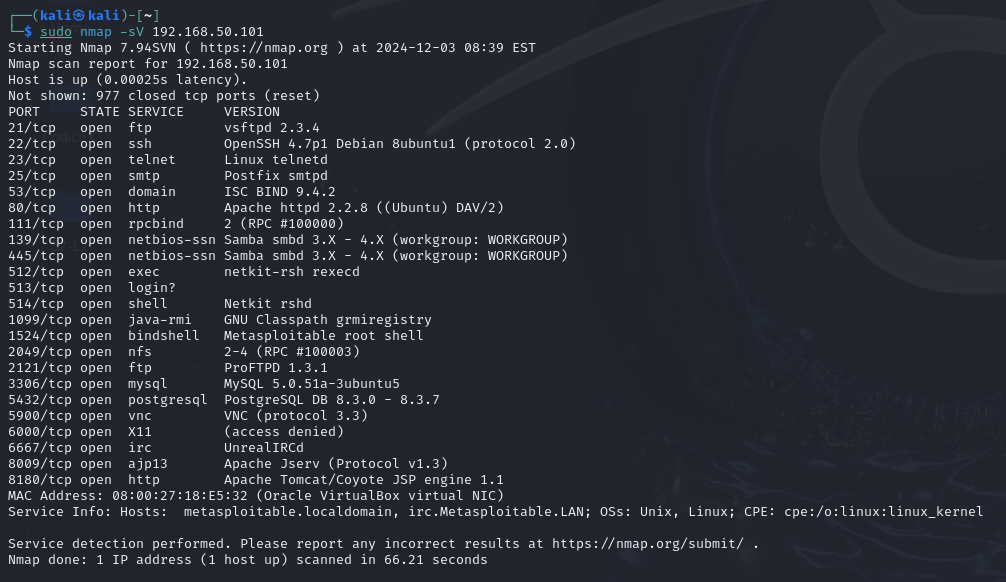 ┌──(kali㉿kali)-[~]
└─$ sudo nmap -sV 192.168.50.101
Starting Nmap 7.94SVN ( https://nmap.org ) at 2024-12-03 08:39 EST
Nmap scan report for 192.168.50.101
Host is up (0.00025s latency).
Not shown: 977 closed tcp ports (reset)
PORT     STATE SERVICE     VERSION
21/tcp   open  ftp         vsftpd 2.3.4
22/tcp   open  ssh         OpenSSH 4.7p1 Debian 8ubuntu1 (protocol 2.0)
23/tcp   open  telnet      Linux telnetd
25/tcp   open  smtp        Postfix smtpd
53/tcp   open  domain      ISC BIND 9.4.2
80/tcp   open  http        Apache httpd 2.2.8 ((Ubuntu) DAV/2)
111/tcp  open  rpcbind     2 (RPC #100000)
139/tcp  open  netbios-ssn Samba smbd 3.X - 4.X (workgroup: WORKGROUP)
445/tcp  open  netbios-ssn Samba smbd 3.X - 4.X (workgroup: WORKGROUP)
512/tcp  open  exec        netkit-rsh rexecd
513/tcp  open  login?
514/tcp  open  shell       Netkit rshd
1099/tcp open  java-rmi    GNU Classpath grmiregistry
1524/tcp open  bindshell   Metasploitable root shell
2049/tcp open  nfs         2-4 (RPC #100003)
2121/tcp open  ftp         ProFTPD 1.3.1
3306/tcp open  mysql       MySQL 5.0.51a-3ubuntu5
5432/tcp open  postgresql  PostgreSQL DB 8.3.0 - 8.3.7
5900/tcp open  vnc         VNC (protocol 3.3)
6000/tcp open  X11         (access denied)
6667/tcp open  irc         UnrealIRCd
8009/tcp open  ajp13       Apache Jserv (Protocol v1.3)
8180/tcp open  http        Apache Tomcat/Coyote JSP engine 1.1
MAC Address: 08:00:27:18:E5:32 (Oracle VirtualBox virtual NIC)
Service Info: Hosts:  metasploitable.localdomain, irc.Metasploitable.LAN; OSs: Unix, Linux; CPE: cpe:/o:linux:linux_kernel

Service detection performed. Please report any incorrect results at https://nmap.org/submit/ .
Nmap done: 1 IP address (1 host up) scanned in 66.21 seconds